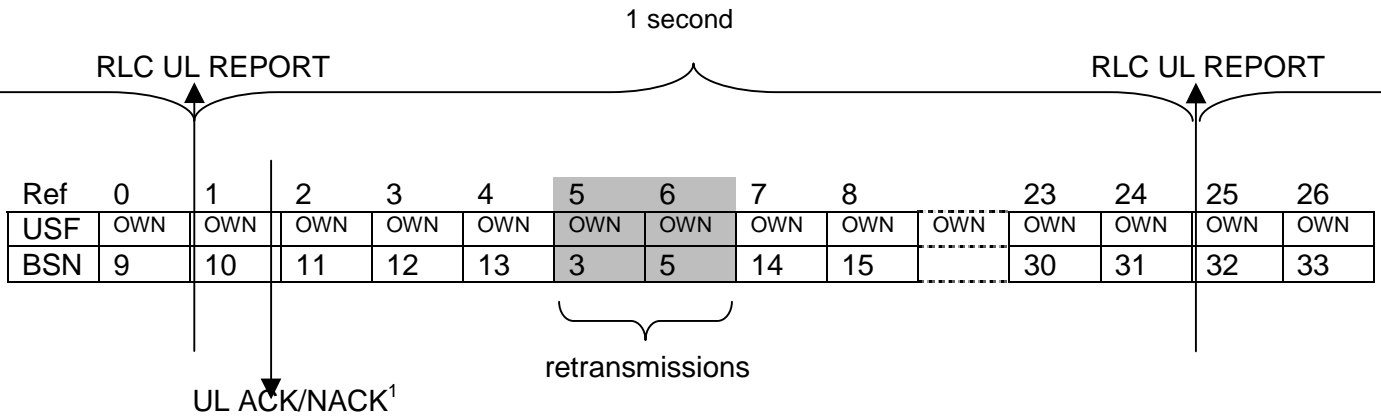 1 second
RLC UL REPORT RLC UL REPORT
Ref 0 1 2 3 4 5 6 7 8 23 24 25 26
USF OWN OWN OWN OWN OWN OWN OWN OWN OWN OWN OWN OWN OWN OWN
BSN 9 10 11 12 13 3 5 14 15 30 31 32 33
retransmissions
UL ACK/NACK¹